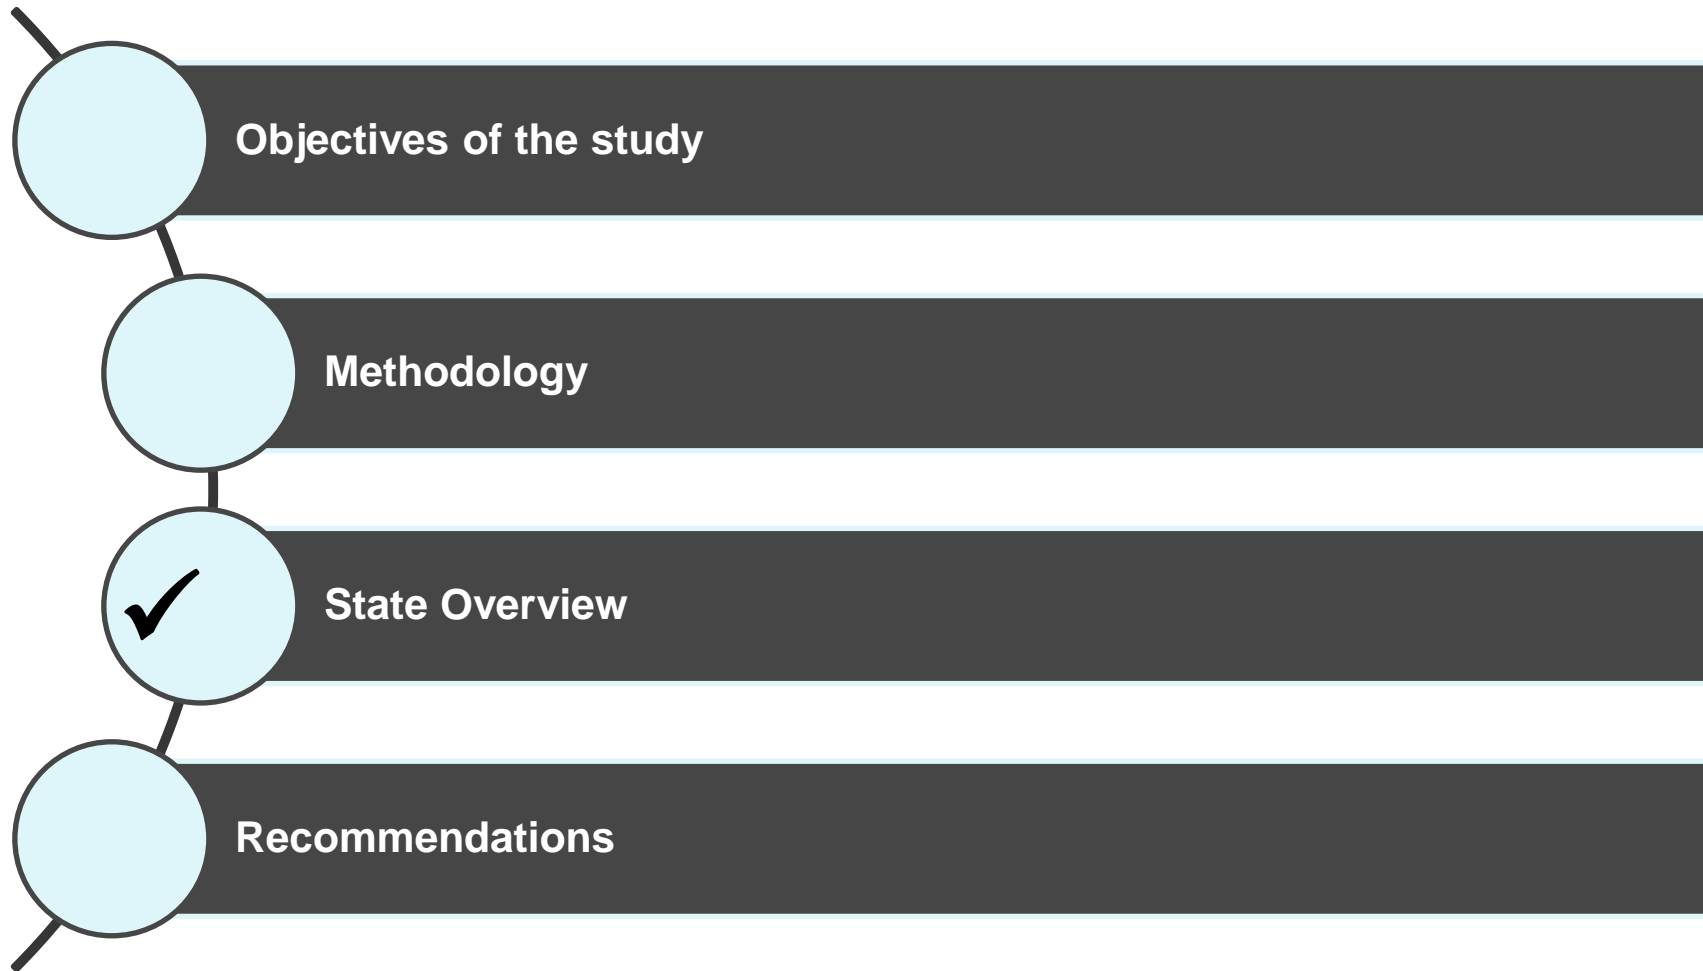 Objectives of the study
Methodology
✓
State Overview
Recommendations